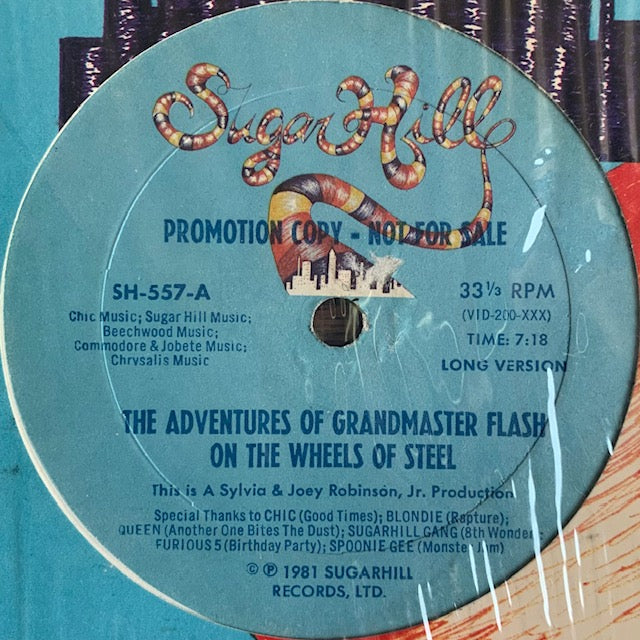 Sugar Hill
PROMOTION COPY - NOT FOR SALE
SH-557-A
Chic Music; Sugar Hill Music;
Beechwood Music;
Commodore & Jobete Music;
Chrysalis Music
33 1/3 RPM
(VID-200-XXX)
TIME: 7:18
LONG VERSION
THE ADVENTURES OF GRANDMASTER FLASH
ON THE WHEELS OF STEEL
This is A Sylvia & Joey Robinson, Jr. Production
Special Thanks to CHIC (Good Times); BLONDIE (Rapture);
QUEEN (Another One Bites The Dust); SUGARHILL GANG (8th Wonder);
FURIOUS 5 (Birthday Party); SPOONIE GEE (Monster Jam)
© ℗ 1981 SUGARHILL
RECORDS, LTD.